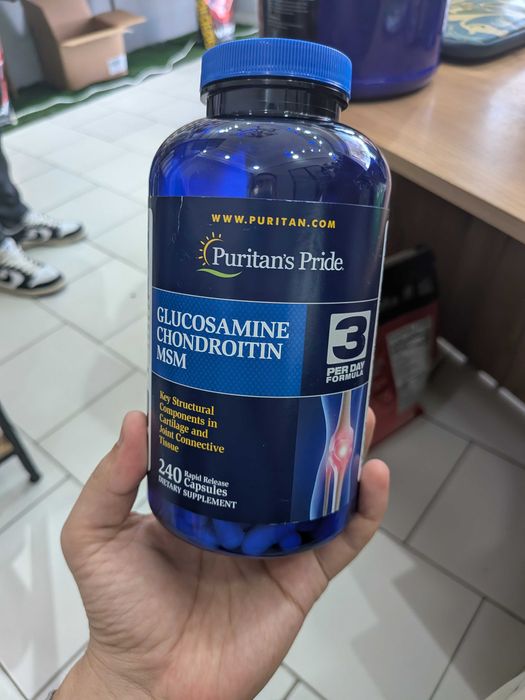 WWW.PURITAN.COM
Puritan's Pride®
GLUCOSAMINE
CHONDROITIN
MSM
3
PER DAY
FORMULA
Key Structural
Components in
Cartilage and
Joint Connective
Tissue
240 Rapid Release
Capsules
DIETARY SUPPLEMENT